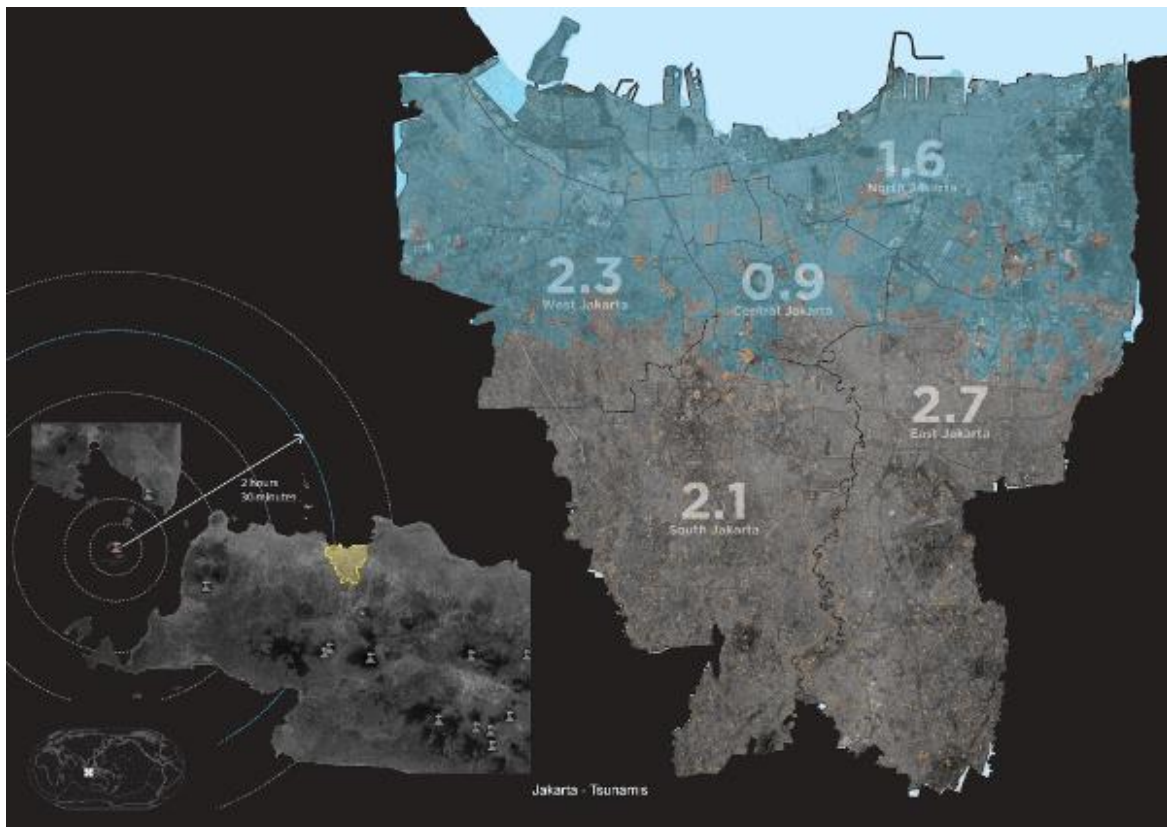 1.6
North Jakarta
2.3
West Jakarta
0.9
Central Jakarta
2.7
East Jakarta
2 hours
30 minutes
2.1
South Jakarta
Jakarta - Tsunamis